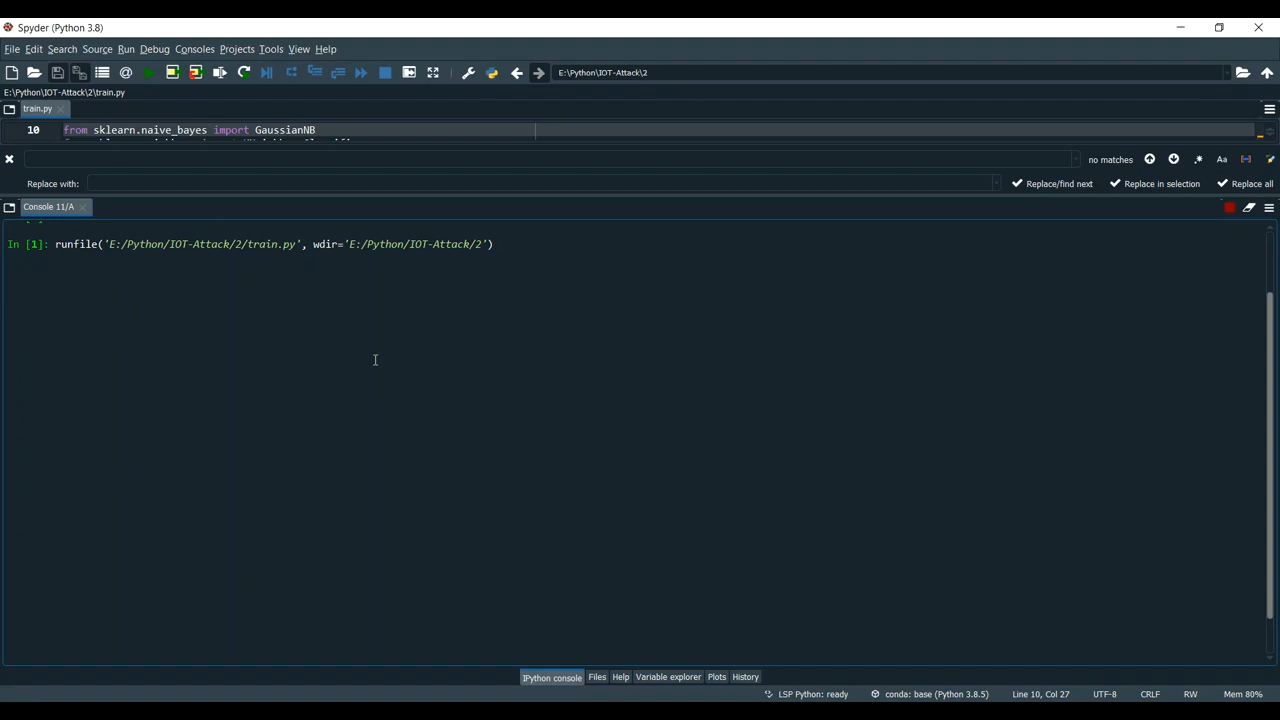 Spyder (Python 3.8)
File Edit Search Source Run Debug Consoles Projects Tools View Help
E:\Python\IOT-Attack\2
E:\Python\IOT-Attack\2\train.py
train.py
10 from sklearn.naive_bayes import GaussianNB
no matches Aa
Replace with: Replace/find next Replace in selection Replace all
Console 11/A
In [1]: runfile('E:/Python/IOT-Attack/2/train.py', wdir='E:/Python/IOT-Attack/2')
IPython console Files Help Variable explorer Plots History
LSP Python: ready conda: base (Python 3.8.5) Line 10, Col 27 UTF-8 CRLF RW Mem 80%